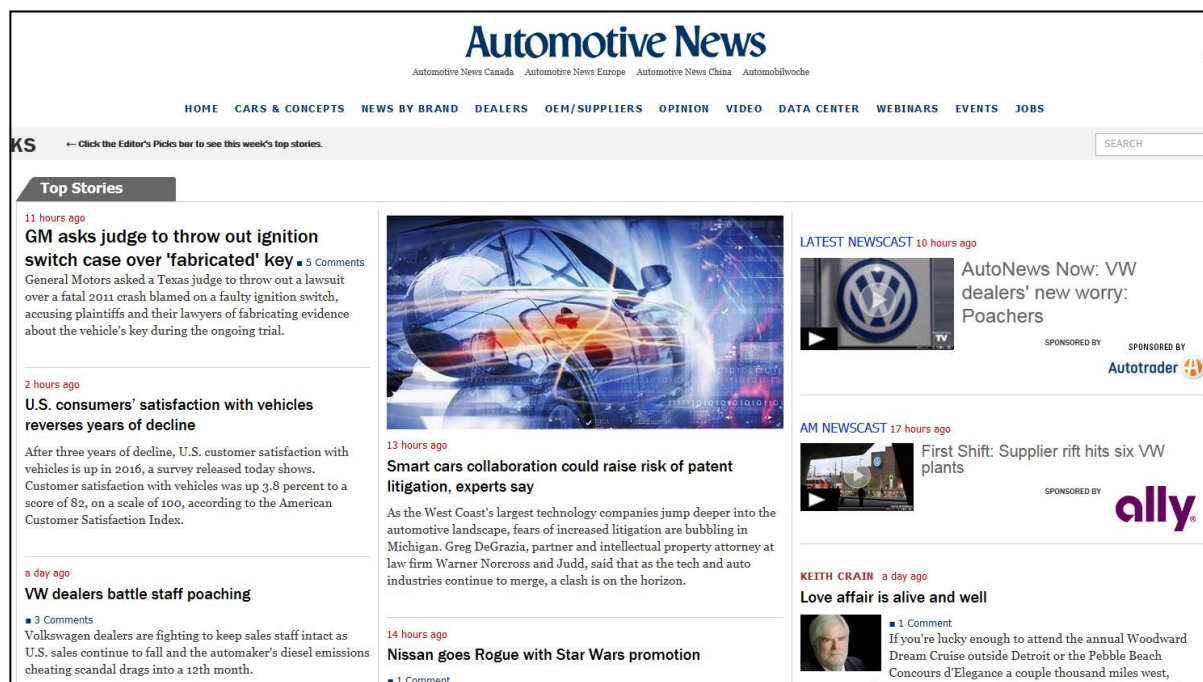 Automotive News
Automotive News Canada Automotive News Europe Automotive News China Automobilwoche
HOME CARS & CONCEPTS NEWS BY BRAND DEALERS OEM/SUPPLIERS OPINION VIDEO DATA CENTER WEBINARS EVENTS JOBS
KS ← Click the Editor's Picks bar to see this week's top stories.
SEARCH
Top Stories
11 hours ago
GM asks judge to throw out ignition
switch case over 'fabricated' key ■ 5 Comments
General Motors asked a Texas judge to throw out a lawsuit
over a fatal 2011 crash blamed on a faulty ignition switch,
accusing plaintiffs and their lawyers of fabricating evidence
about the vehicle's key during the ongoing trial.
2 hours ago
U.S. consumers’ satisfaction with vehicles
reverses years of decline
After three years of decline, U.S. customer satisfaction with
vehicles is up in 2016, a survey released today shows.
Customer satisfaction with vehicles was up 3.8 percent to a
score of 82, on a scale of 100, according to the American
Customer Satisfaction Index.
a day ago
VW dealers battle staff poaching
■ 3 Comments
Volkswagen dealers are fighting to keep sales staff intact as
U.S. sales continue to fall and the automaker's diesel emissions
cheating scandal drags into a 12th month.
13 hours ago
Smart cars collaboration could raise risk of patent
litigation, experts say
As the West Coast's largest technology companies jump deeper into the
automotive landscape, fears of increased litigation are bubbling in
Michigan. Greg DeGrazia, partner and intellectual property attorney at
law firm Warner Norcross and Judd, said that as the tech and auto
industries continue to merge, a clash is on the horizon.
14 hours ago
Nissan goes Rogue with Star Wars promotion
■ 1 Comment
LATEST NEWSCAST 10 hours ago
TV
AutoNews Now: VW
dealers' new worry:
Poachers
SPONSORED BY SPONSORED BY
Autotrader
AM NEWSCAST 17 hours ago
First Shift: Supplier rift hits six VW
plants
SPONSORED BY
ally
KEITH CRAIN a day ago
Love affair is alive and well
■ 1 Comment
If you're lucky enough to attend the annual Woodward
Dream Cruise outside Detroit or the Pebble Beach
Concours d'Elegance a couple thousand miles west,